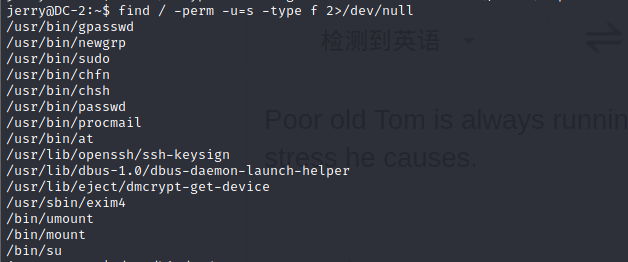 jerry@DC-2:~$ find / -perm -u=s -type f 2>/dev/null
/usr/bin/gpasswd
/usr/bin/newgrp
检测到英语
/usr/bin/sudo
/usr/bin/chfn
/usr/bin/chsh
/usr/bin/passwd
Poor old Tom is always runnin
/usr/bin/procmail
/usr/bin/at
/usr/lib/openssh/ssh-keysign
stress he causes.
/usr/lib/dbus-1.0/dbus-daemon-launch-helper
/usr/lib/eject/dmcrypt-get-device
/usr/sbin/exim4
/bin/umount
/bin/mount
/bin/su